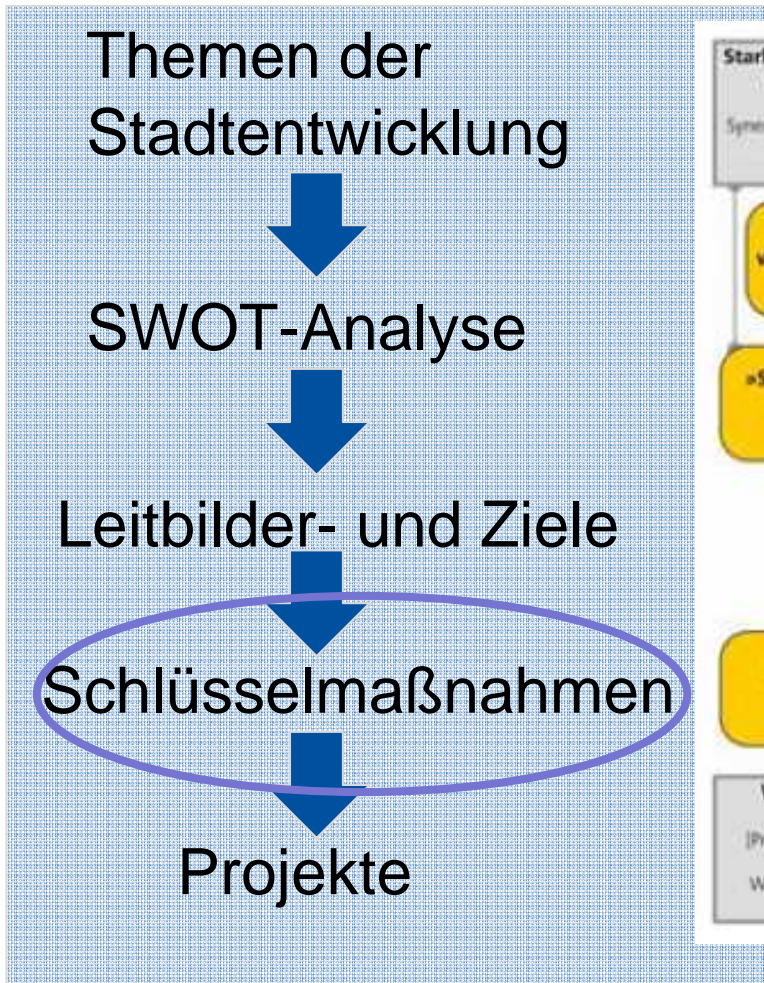 Themen der
Stadtentwicklung
SWOT-Analyse
Leitbilder- und Ziele
Schlüsselmaßnahmen
Projekte